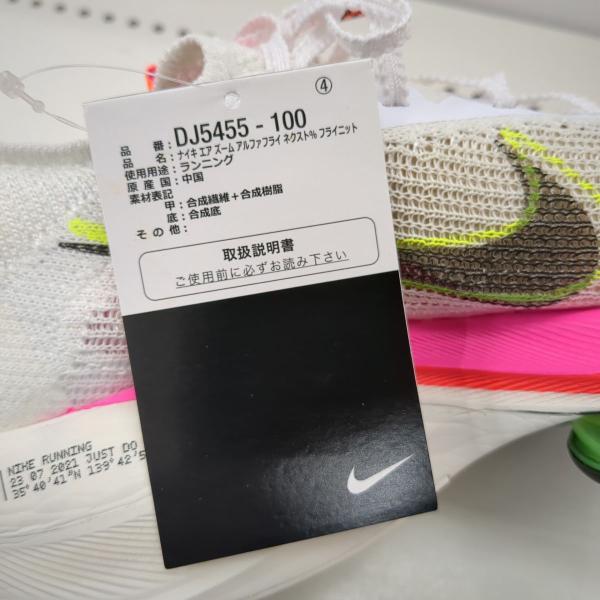 ④
品 番：DJ5455 - 100
品 名：ナイキ エア ズーム アルファフライ ネクスト% フライニット
使用用途：ランニング
原 産 国：中国
素材表記
甲：合成繊維＋合成樹脂
底：合成底
そ の 他：
取扱説明書
ご使用前に必ずお読み下さい
NIKE RUNNING
23 07 2021 JUST DO
35°40'41"N 139°42'5